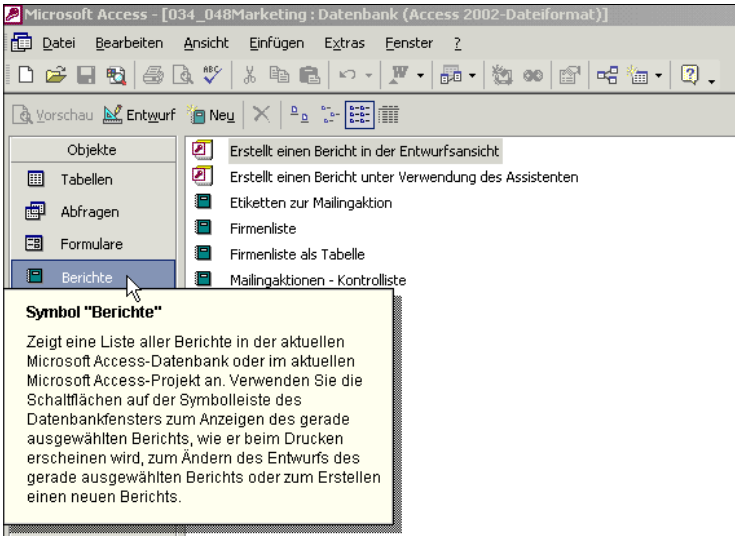 Microsoft Access - [034_048Marketing : Datenbank (Access 2002-Dateiformat)]
Datei Bearbeiten Ansicht Einfügen Extras Fenster ?
ABC
Vorschau Entwurf Neu
Objekte
Erstellt einen Bericht in der Entwurfsansicht
Tabellen
Erstellt einen Bericht unter Verwendung des Assistenten
Etiketten zur Mailingaktion
Abfragen
Firmenliste
Formulare
Firmenliste als Tabelle
Berichte
Mailingaktionen - Kontrolliste
Symbol "Berichte"
Zeigt eine Liste aller Berichte in der aktuellen
Microsoft Access-Datenbank oder im aktuellen
Microsoft Access-Projekt an. Verwenden Sie die
Schaltflächen auf der Symbolleiste des
Datenbankfensters zum Anzeigen des gerade
ausgewählten Berichts, wie er beim Drucken
erscheinen wird, zum Ändern des Entwurfs des
gerade ausgewählten Berichts oder zum Erstellen
einen neuen Berichts.